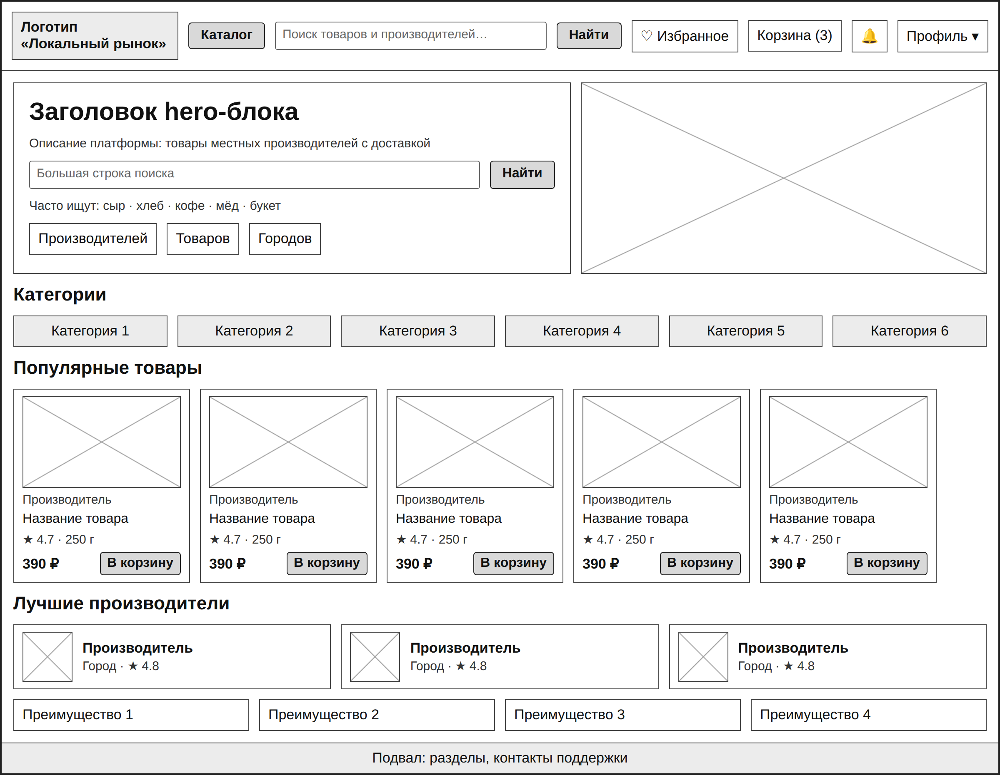 Логотип
«Локальный рынок»
Каталог
Поиск товаров и производителей…
Найти
♡ Избранное
Корзина (3)
🔔
Профиль ▾
Заголовок hero-блока
Описание платформы: товары местных производителей с доставкой
Большая строка поиска
Найти
Часто ищут: сыр · хлеб · кофе · мёд · букет
Производителей
Товаров
Городов
Категории
Категория 1
Категория 2
Категория 3
Категория 4
Категория 5
Категория 6
Популярные товары
Производитель
Название товара
★ 4.7 · 250 г
390 ₽
В корзину
Производитель
Название товара
★ 4.7 · 250 г
390 ₽
В корзину
Производитель
Название товара
★ 4.7 · 250 г
390 ₽
В корзину
Производитель
Название товара
★ 4.7 · 250 г
390 ₽
В корзину
Производитель
Название товара
★ 4.7 · 250 г
390 ₽
В корзину
Лучшие производители
Производитель
Город · ★ 4.8
Производитель
Город · ★ 4.8
Производитель
Город · ★ 4.8
Преимущество 1
Преимущество 2
Преимущество 3
Преимущество 4
Подвал: разделы, контакты поддержки